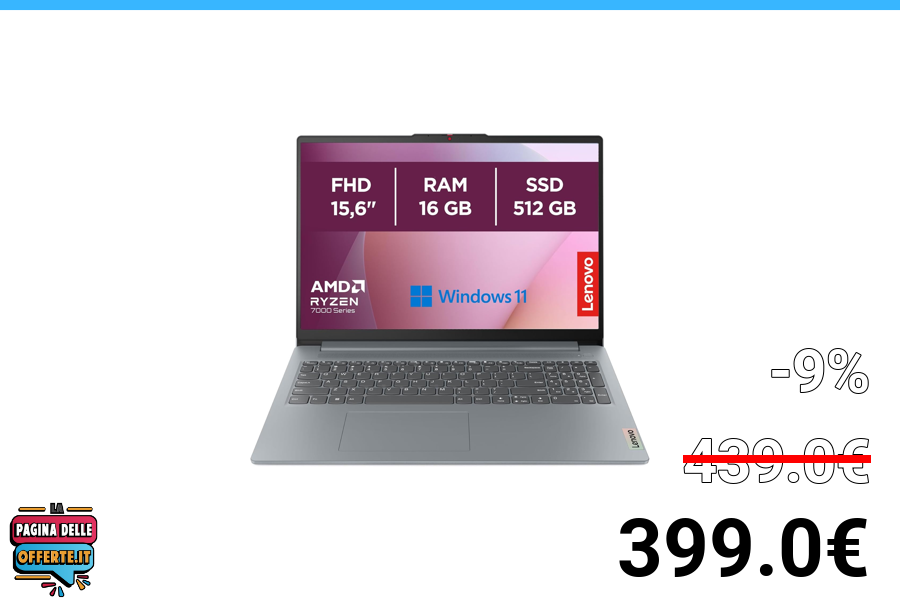 FHD
15,6"
RAM
16 GB
SSD
512 GB
AMD
RYZEN
7000 Series
Windows 11
Lenovo
Lenovo
-9%
439.0€
399.0€
LA
PAGINA DELLE
OFFERTE.IT